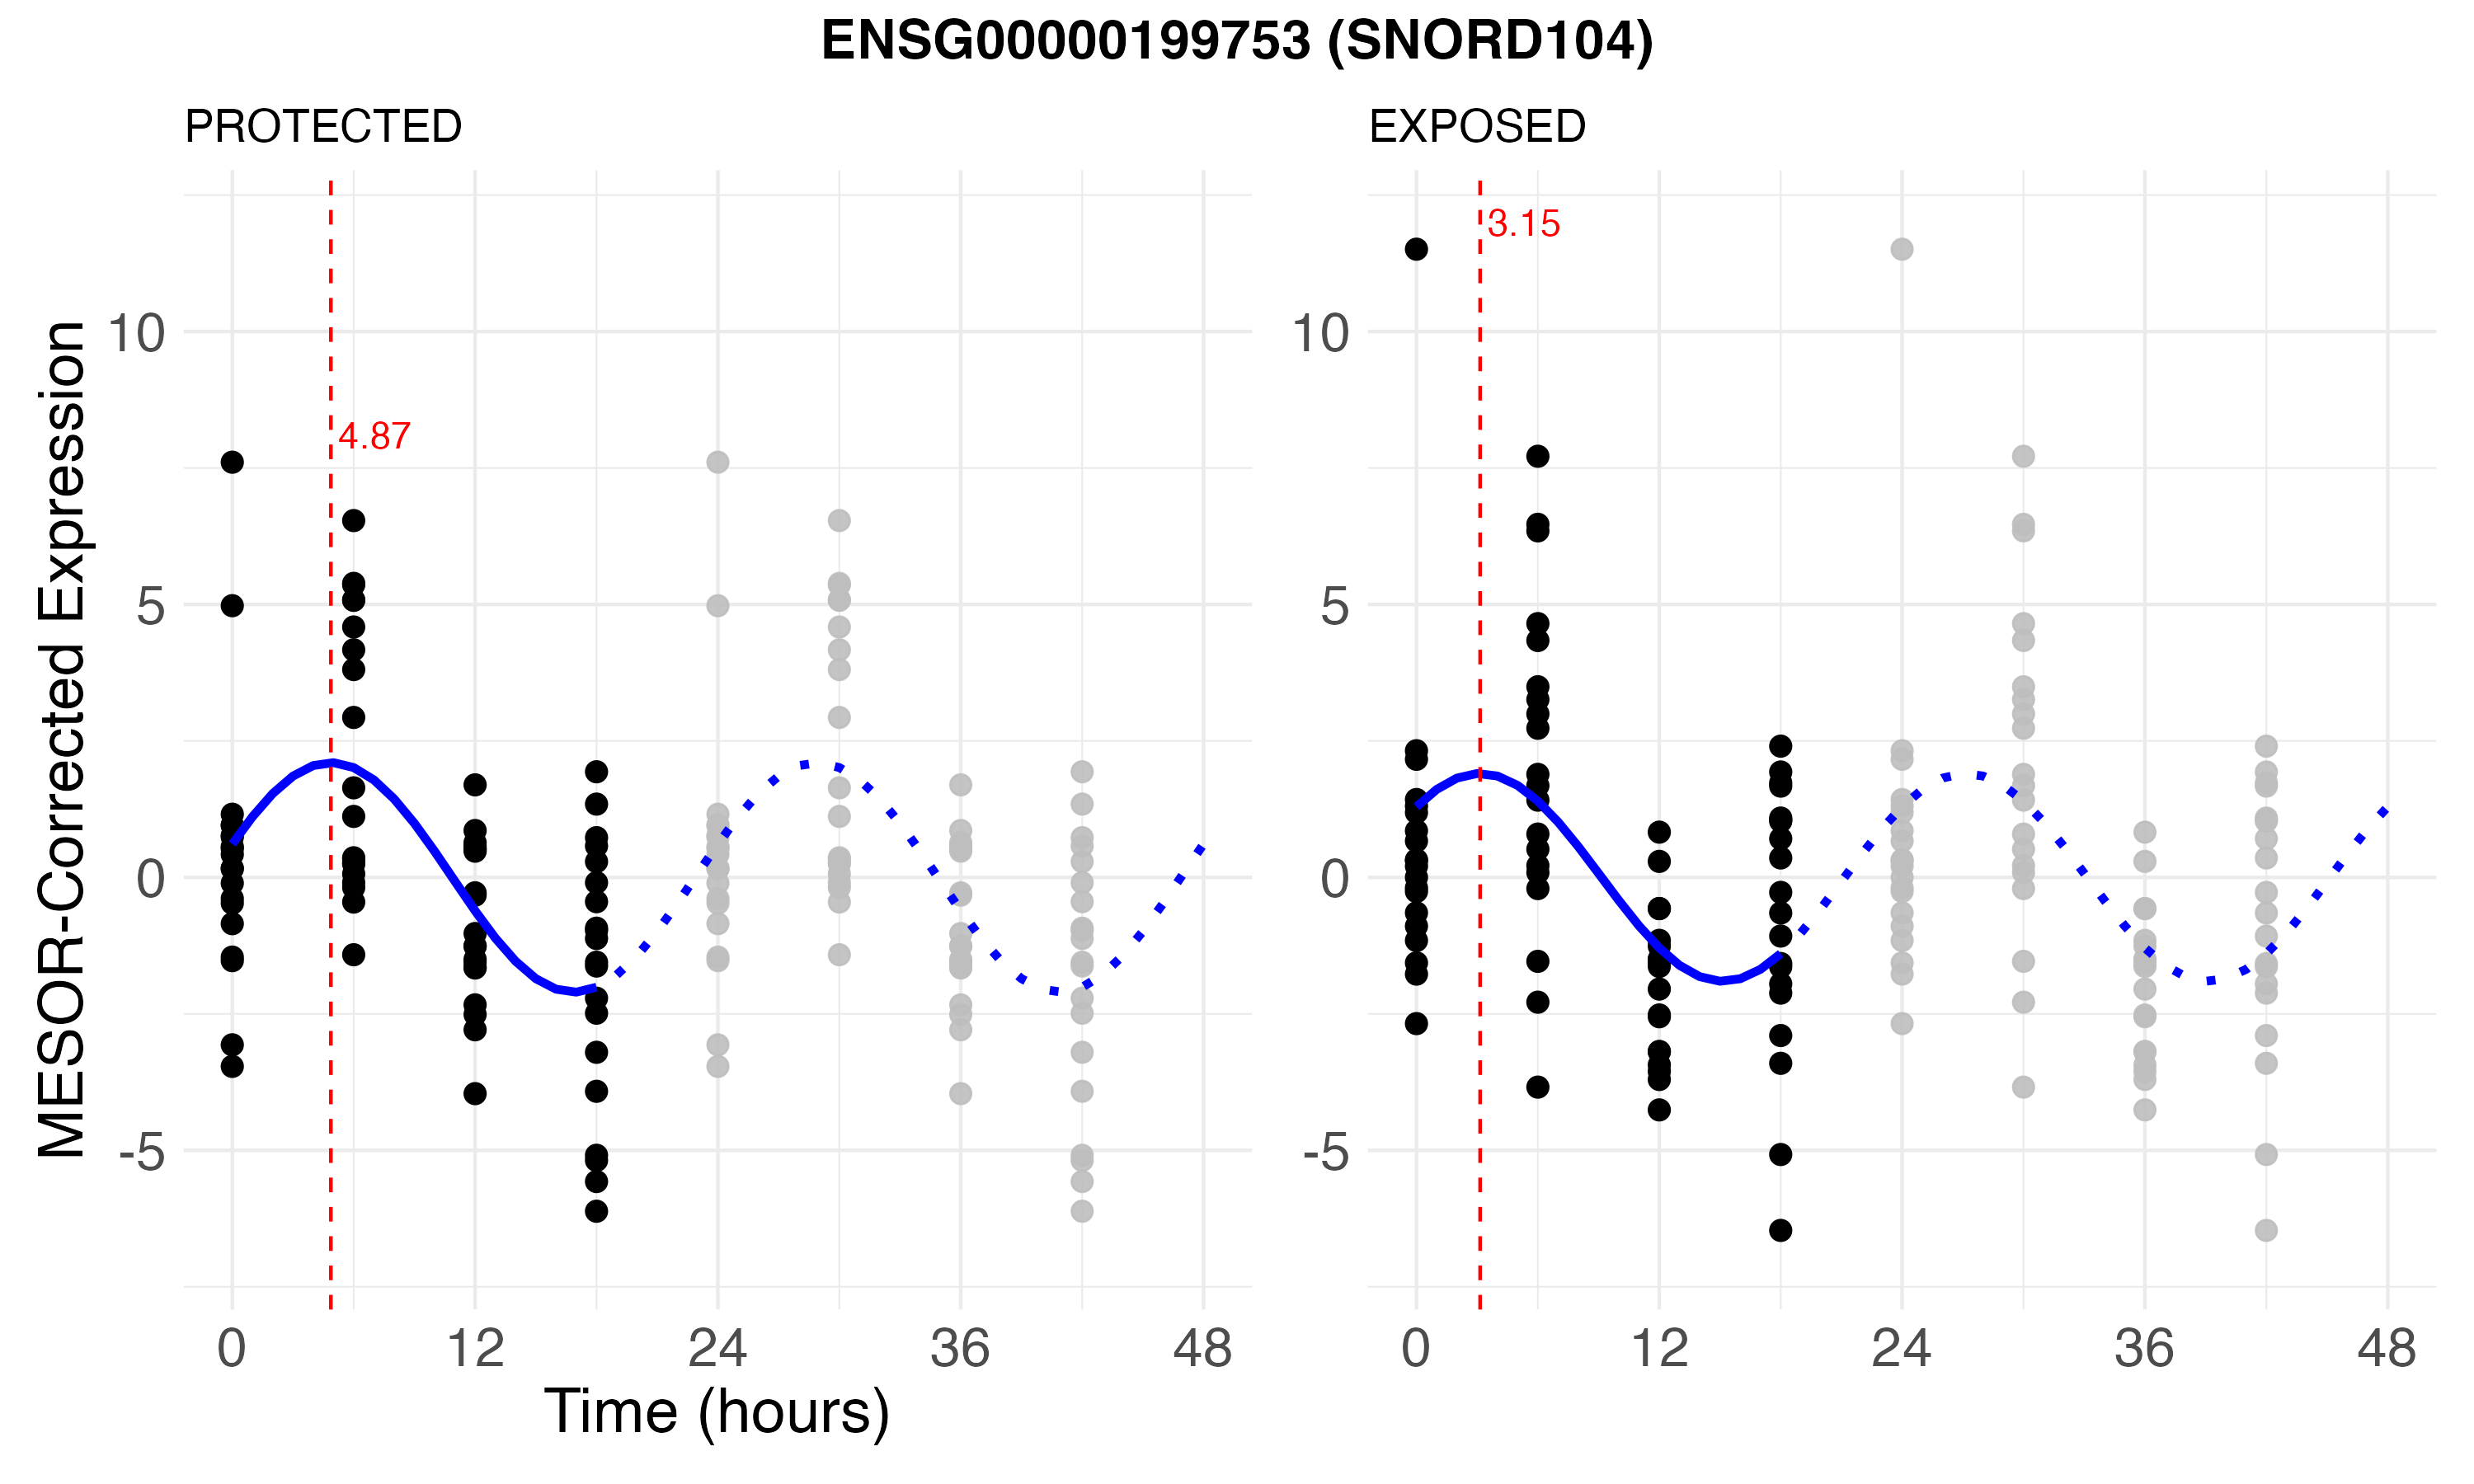 ENSG00000199753 (SNORD104)
PROTECTED
EXPOSED
MESOR-Corrected Expression
10
5
0
-5
4.87
0 12 24 36 48
Time (hours)
10
5
0
-5
3.15
0 12 24 36 48